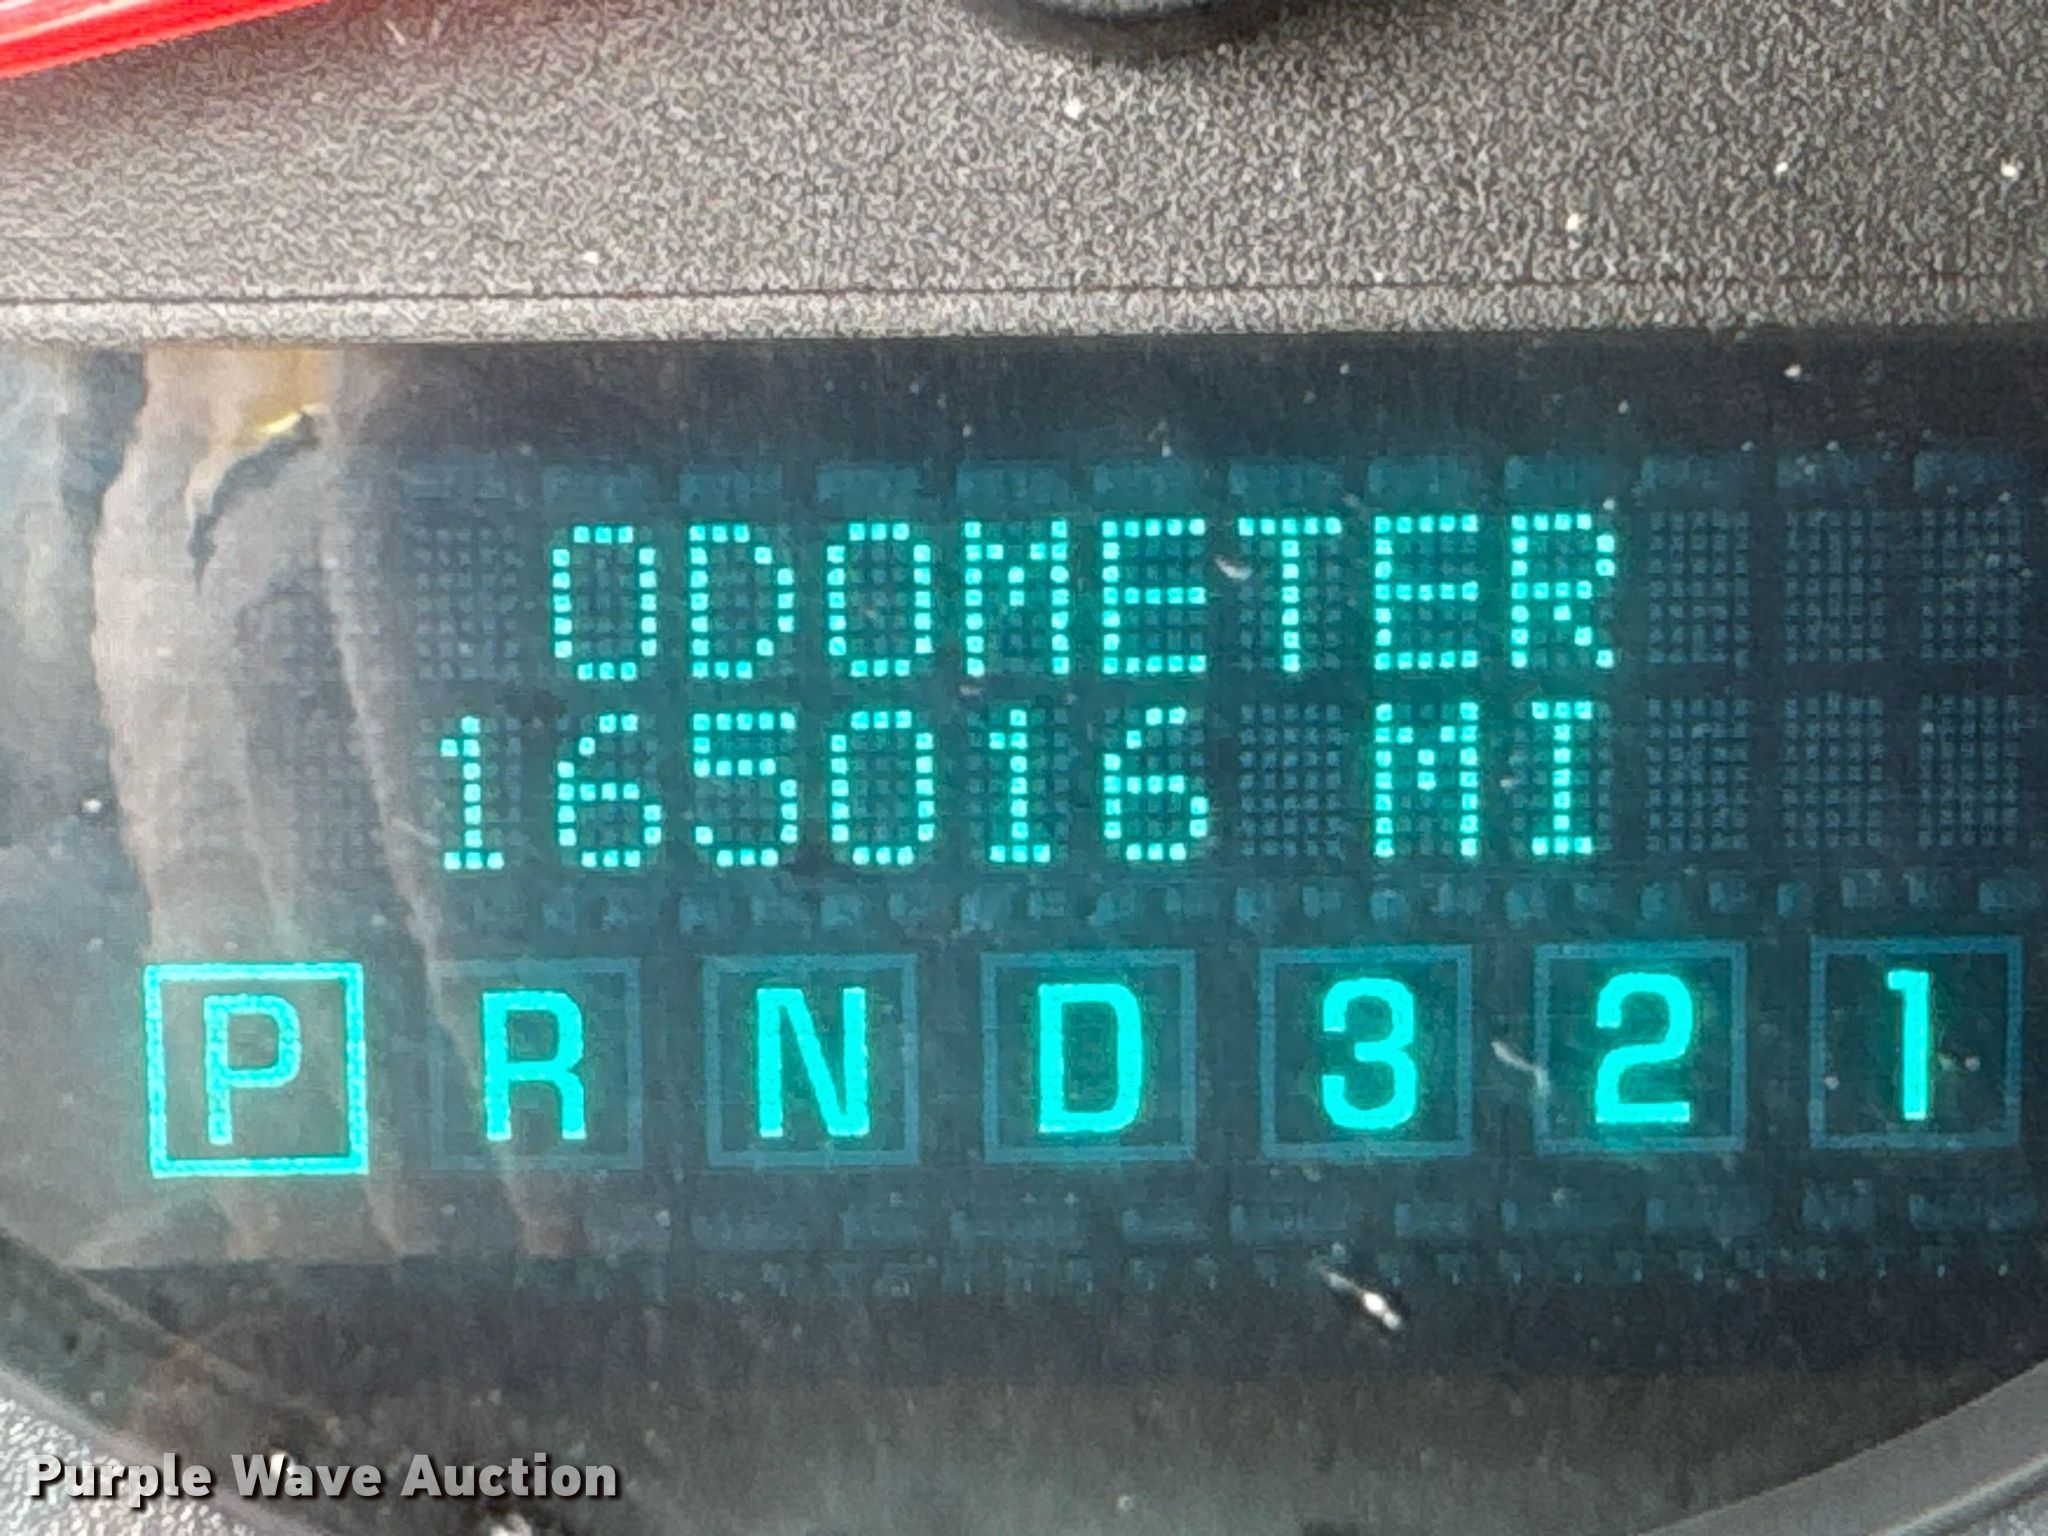 ODOMETER
165016 MI
P R N D 3 2 1
Purple Wave Auction